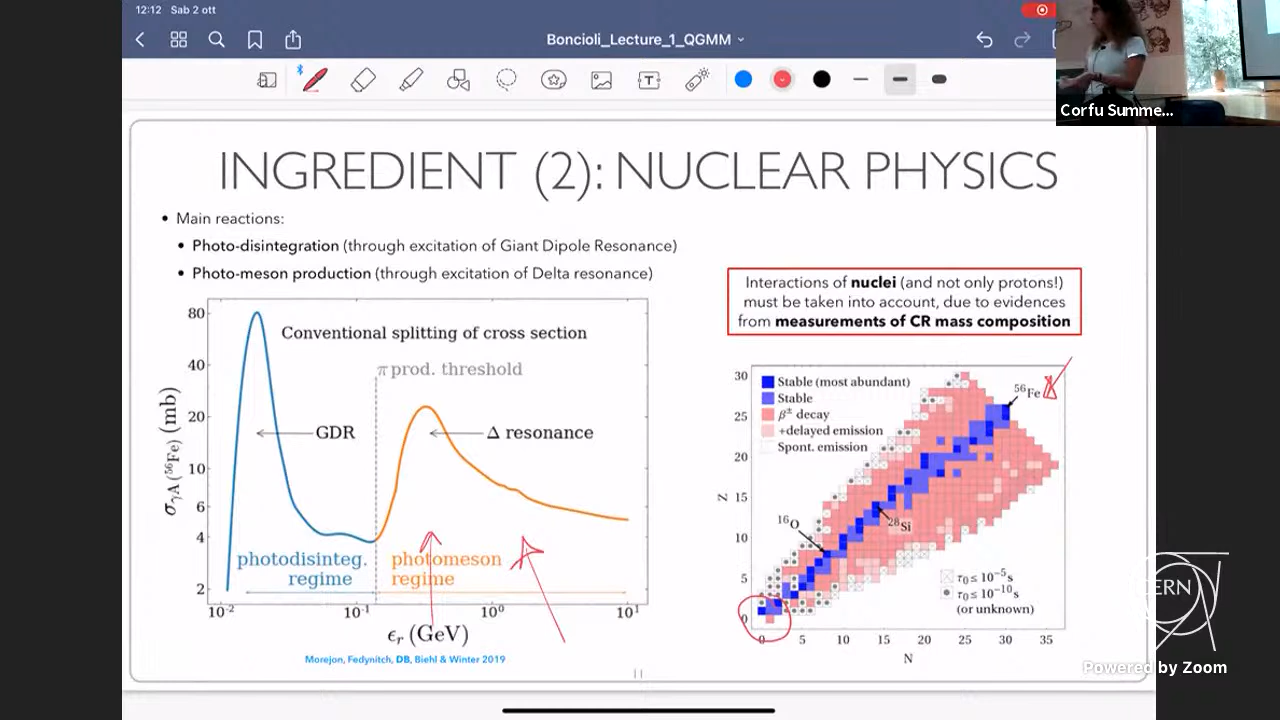 12:12 Sab 2 ott
Boncioli_Lecture_1_QGMM
Corfu Summe...
INGREDIENT (2): NUCLEAR PHYSICS
• Main reactions:
• Photo-disintegration (through excitation of Giant Dipole Resonance)
• Photo-meson production (through excitation of Delta resonance)
Interactions of nuclei (and not only protons!)
must be taken into account, due to evidences
from measurements of CR mass composition
Conventional splitting of cross section
π prod. threshold
GDR
Δ resonance
photodisinteg.
regime
photomeson
regime
80
40
20
10
6
4
2
σγA (⁵⁶Fe) (mb)
10⁻² 10⁻¹ 10⁰ 10¹
ϵr (GeV)
Morejon, Fedynitch, DB, Biehl & Winter 2019
Stable (most abundant)
Stable
β± decay
+delayed emission
Spont. emission
⁵⁶Fe
²⁸Si
¹⁶O
τ₀ ≤ 10⁻⁵s
τ₀ ≤ 10⁻¹⁰s
(or unknown)
30
25
20
15
10
5
0
Z
0 5 10 15 20 25 30 35
N
11
CERN
Powered by Zoom